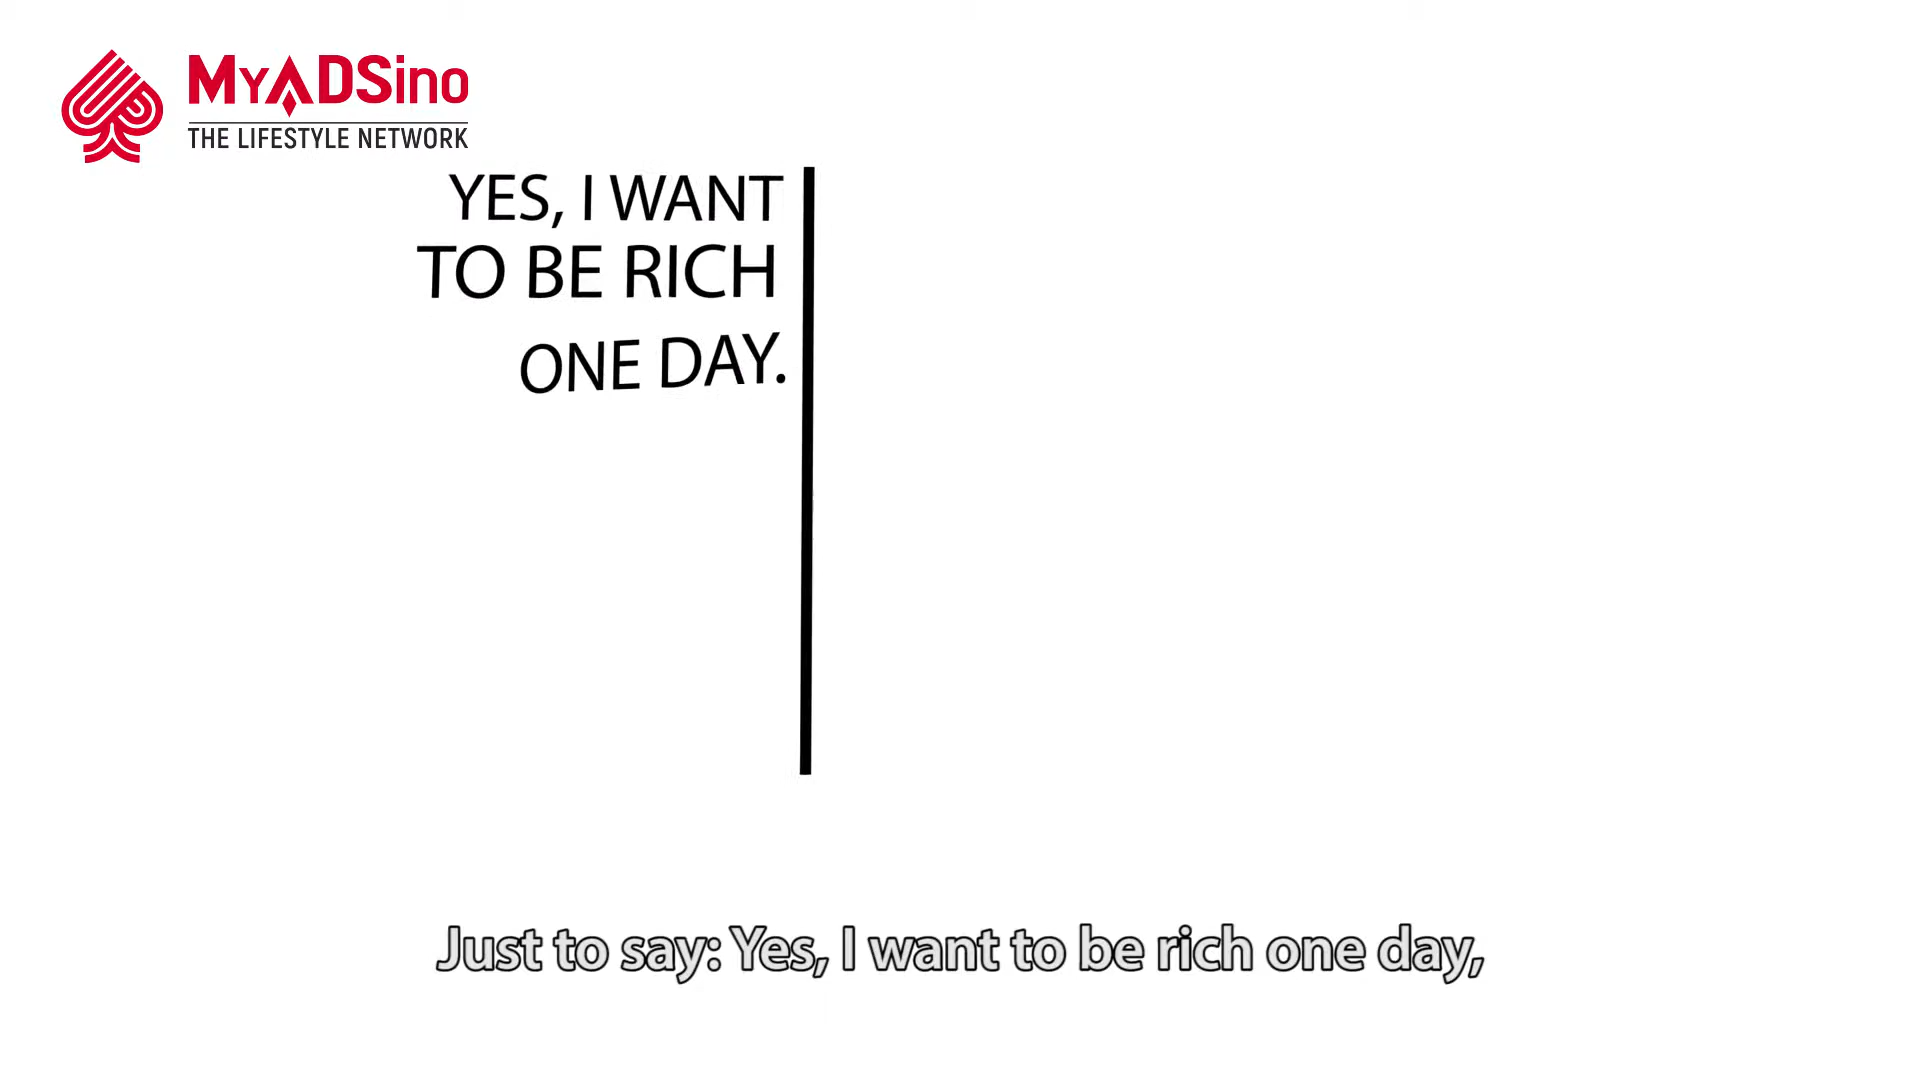 MyADSino
THE LIFESTYLE NETWORK
YES, I WANT
TO BE RICH
ONE DAY.
Just to say: Yes, I want to be rich one day,